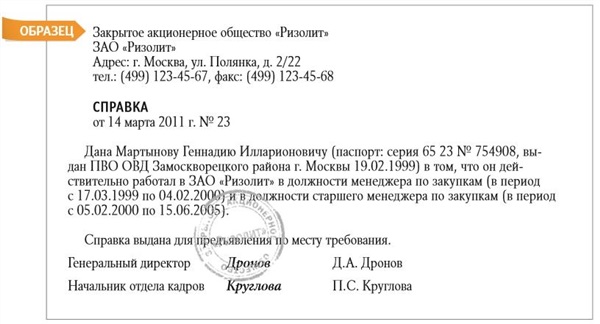 ОБРАЗЕЦ
Закрытое акционерное общество «Ризолит»
ЗАО «Ризолит»
Адрес: г. Москва, ул. Полянка, д. 2/22
тел.: (499) 123-45-67, факс: (499) 123-45-68
СПРАВКА
от 14 марта 2011 г. № 23
Дана Мартынову Геннадию Илларионовичу (паспорт: серия 65 23 № 754908, вы-
дан ПВО ОВД Замоскворецкого района г. Москвы 19.02.1999) в том, что он дей-
ствительно работал в ЗАО «Ризолит» в должности менеджера по закупкам (в период
с 17.03.1999 по 04.02.2000) и в должности старшего менеджера по закупкам (в период
с 05.02.2000 по 15.06.2005).
Справка выдана для предъявления по месту требования.
Генеральный директор Дронов Д.А. Дронов
Начальник отдела кадров Круглова П.С. Круглова